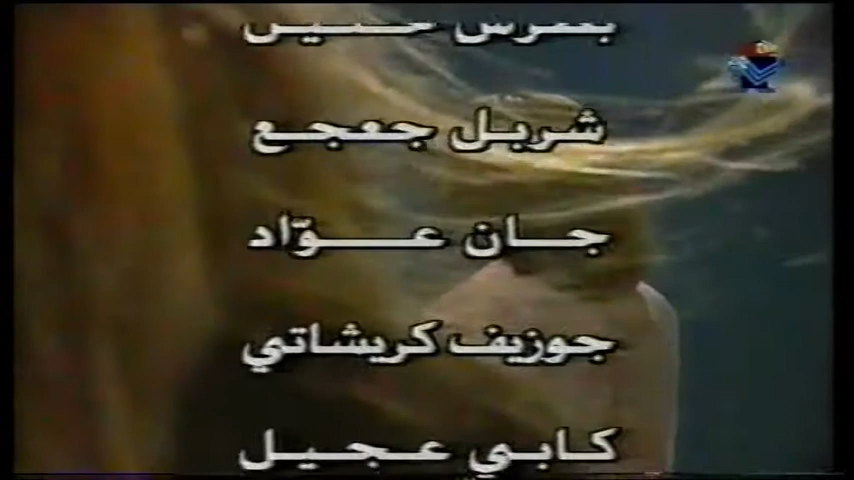 شربل جعجع
جان عوّاد
جوزيف كريشاتي
كابي عجيل